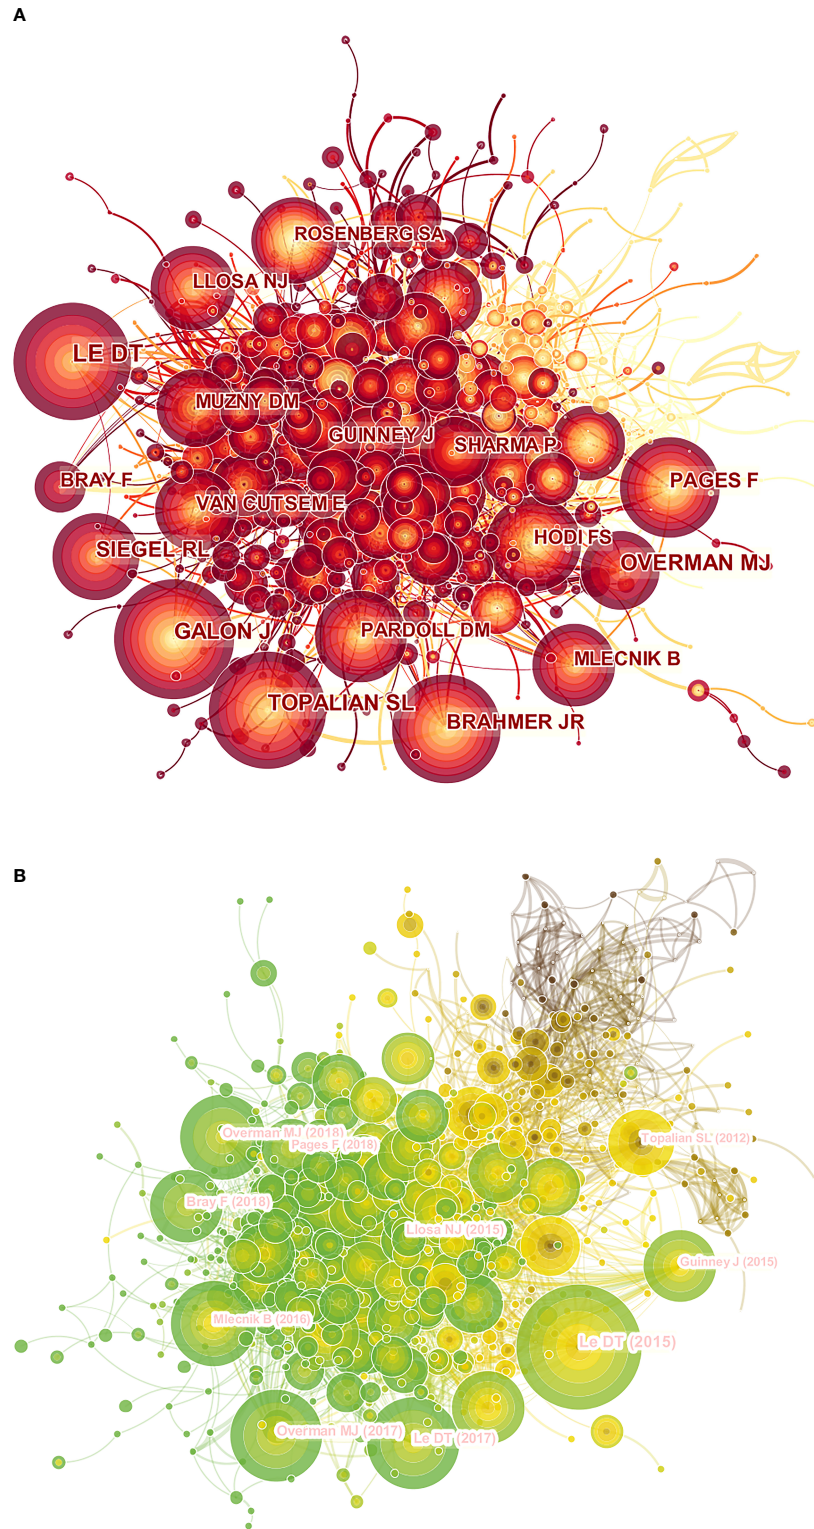 A
ROSENBERG SA
LLOSA NJ
LE DT
MUZNY DM
GUINNEY J
SHARMA P
BRAY F
PAGES F
VAN CUTSEM E
HODI FS
SIEGEL RL
OVERMAN MJ
GALON J
PARDOLL DM
MLECNIK B
TOPALIAN SL
BRAHMER JR
B
Overman MJ (2018)
Topalian SL (2012)
Pages F (2018)
Bray F (2018)
Llosa NJ (2015)
Guinney J (2015)
Mlecnik B (2016)
Le DT (2015)
Overman MJ (2017)
Le DT (2017)